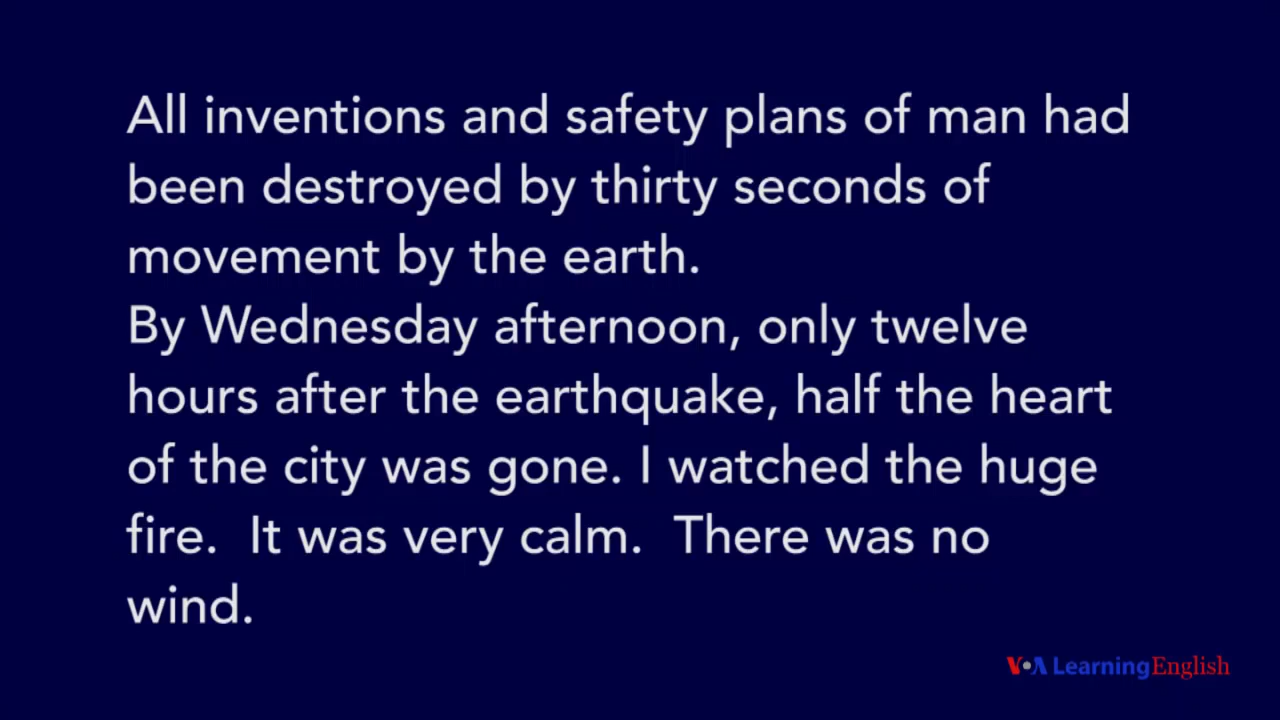 All inventions and safety plans of man had
been destroyed by thirty seconds of
movement by the earth.
By Wednesday afternoon, only twelve
hours after the earthquake, half the heart
of the city was gone. I watched the huge
fire.  It was very calm.  There was no
wind.
VOA Learning English